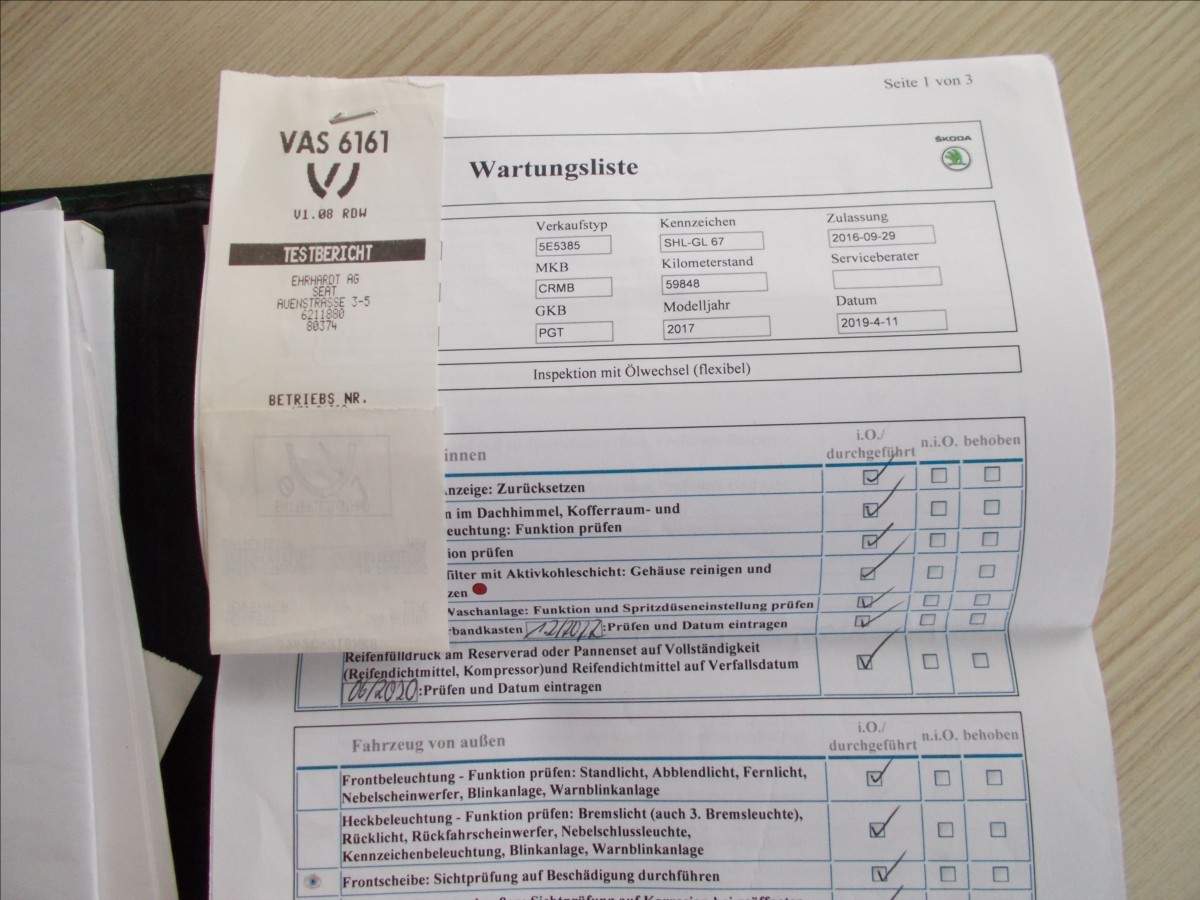 Seite 1 von 3
VAS 6161
V1.08 RDW
TESTBERICHT
EHRHARDT AG
SEAT
AUENSTRASSE 3-5
6211880
80374
BETRIEBS NR.
ŠKODA
Wartungsliste
Verkaufstyp Kennzeichen Zulassung
5E5385 SHL-GL 67 2016-09-29
MKB Kilometerstand Serviceberater
CRMB 59848
GKB Modelljahr Datum
PGT 2017 2019-4-11
Inspektion mit Ölwechsel (flexibel)
innen i.O./ durchgeführt n.i.O. behoben
nzeige: Zurücksetzen
n im Dachhimmel, Kofferraum- und
euchtung: Funktion prüfen
ion prüfen
filter mit Aktivkohleschicht: Gehäuse reinigen und
zen
Waschanlage: Funktion und Spritzdüseneinstellung prüfen
rbandkasten :Prüfen und Datum eintragen
Reifenfülldruck am Reserverad oder Pannenset auf Vollständigkeit
(Reifendichtmittel, Kompressor)und Reifendichtmittel auf Verfallsdatum
06/2020:Prüfen und Datum eintragen
Fahrzeug von außen i.O./ durchgeführt n.i.O. behoben
Frontbeleuchtung - Funktion prüfen: Standlicht, Abblendlicht, Fernlicht,
Nebelscheinwerfer, Blinkanlage, Warnblinkanlage
Heckbeleuchtung - Funktion prüfen: Bremslicht (auch 3. Bremsleuchte),
Rücklicht, Rückfahrscheinwerfer, Nebelschlussleuchte,
Kennzeichenbeleuchtung, Blinkanlage, Warnblinkanlage
Frontscheibe: Sichtprüfung auf Beschädigung durchführen